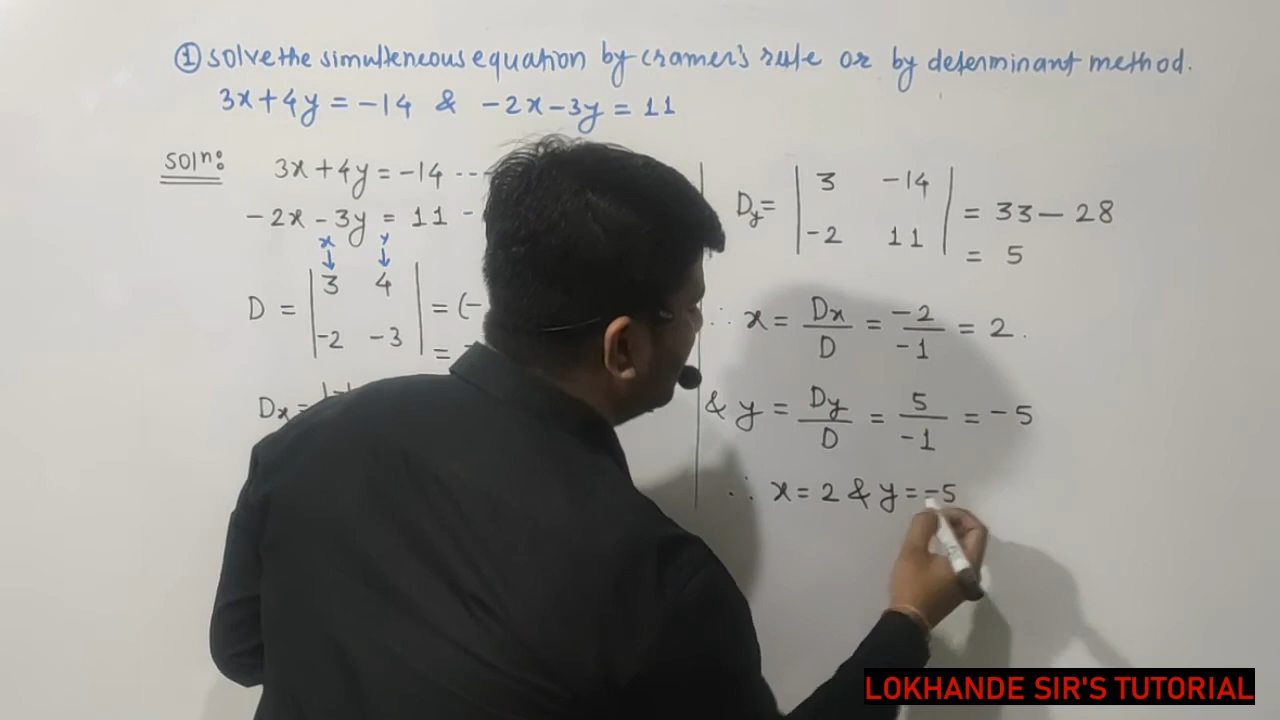 ① Solve the simultaneous equation by Cramer's rule or by determinant method.
3x + 4y = -14 & -2x - 3y = 11
Soln:
3x + 4y = -14 --
-2x - 3y = 11 -
x y
↓ ↓
D = | 3 4 | = (-
| -2 -3 | =
Dx =
Dy = | 3 -14 | = 33 - 28
| -2 11 | = 5
∴ x = Dx/D = -2/-1 = 2.
& y = Dy/D = 5/-1 = -5
∴ x = 2 & y = -5
LOKHANDE SIR'S TUTORIAL